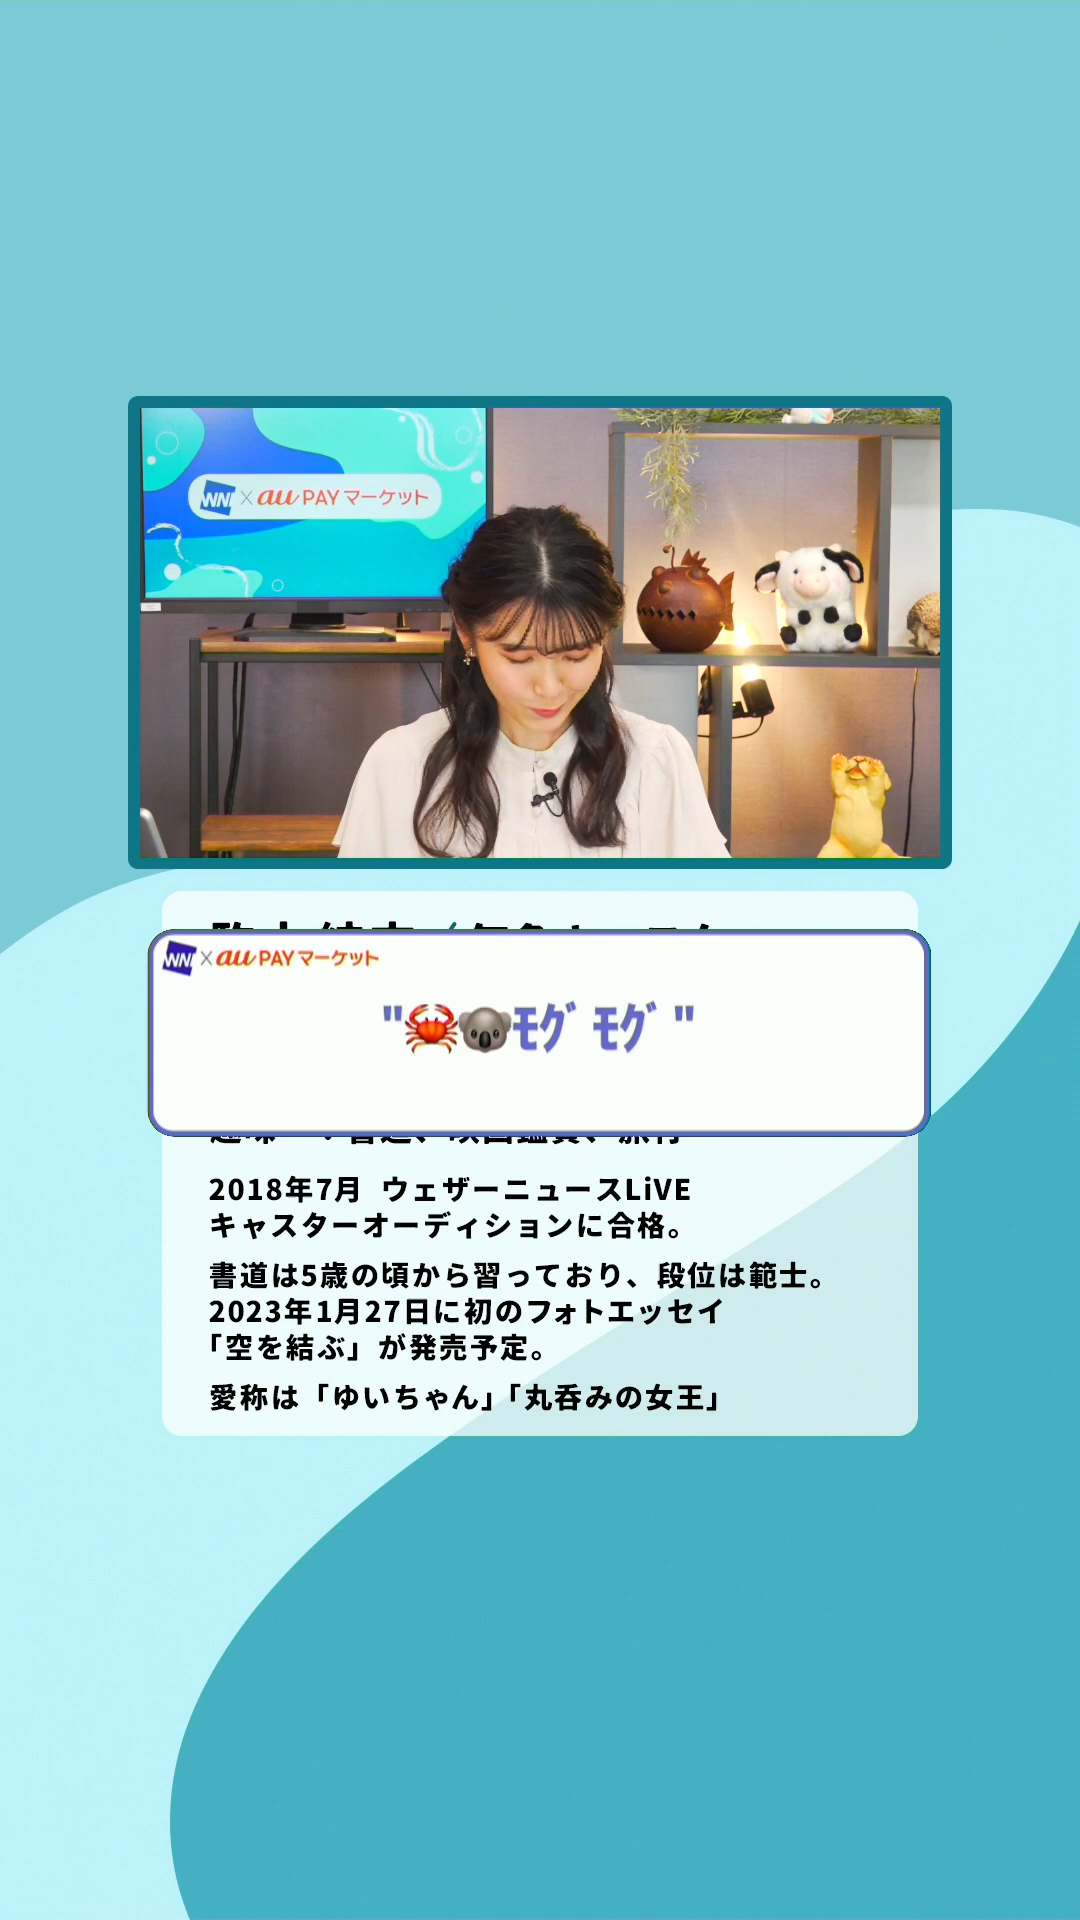 WNI × au PAY マーケット
WNI × au PAY マーケット
"🦀🐨ﾓｸﾞﾓｸﾞ"
2018年7月 ウェザーニュースLiVE
キャスターオーディションに合格。
書道は5歳の頃から習っており、段位は範士。
2023年1月27日に初のフォトエッセイ
「空を結ぶ」が発売予定。
愛称は「ゆいちゃん」「丸呑みの女王」